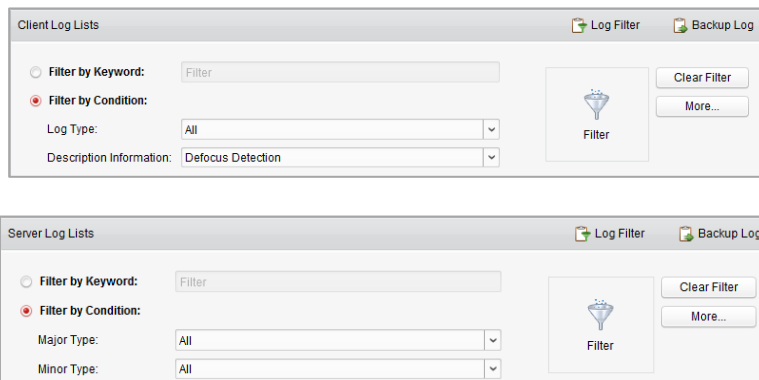 Client Log Lists Log Filter Backup Log
Filter by Keyword: Filter
Filter by Condition:
Log Type: All
Description Information: Defocus Detection
Filter
Clear Filter
More...
Server Log Lists Log Filter Backup Log
Filter by Keyword: Filter
Filter by Condition:
Major Type: All
Minor Type: All
Filter
Clear Filter
More...